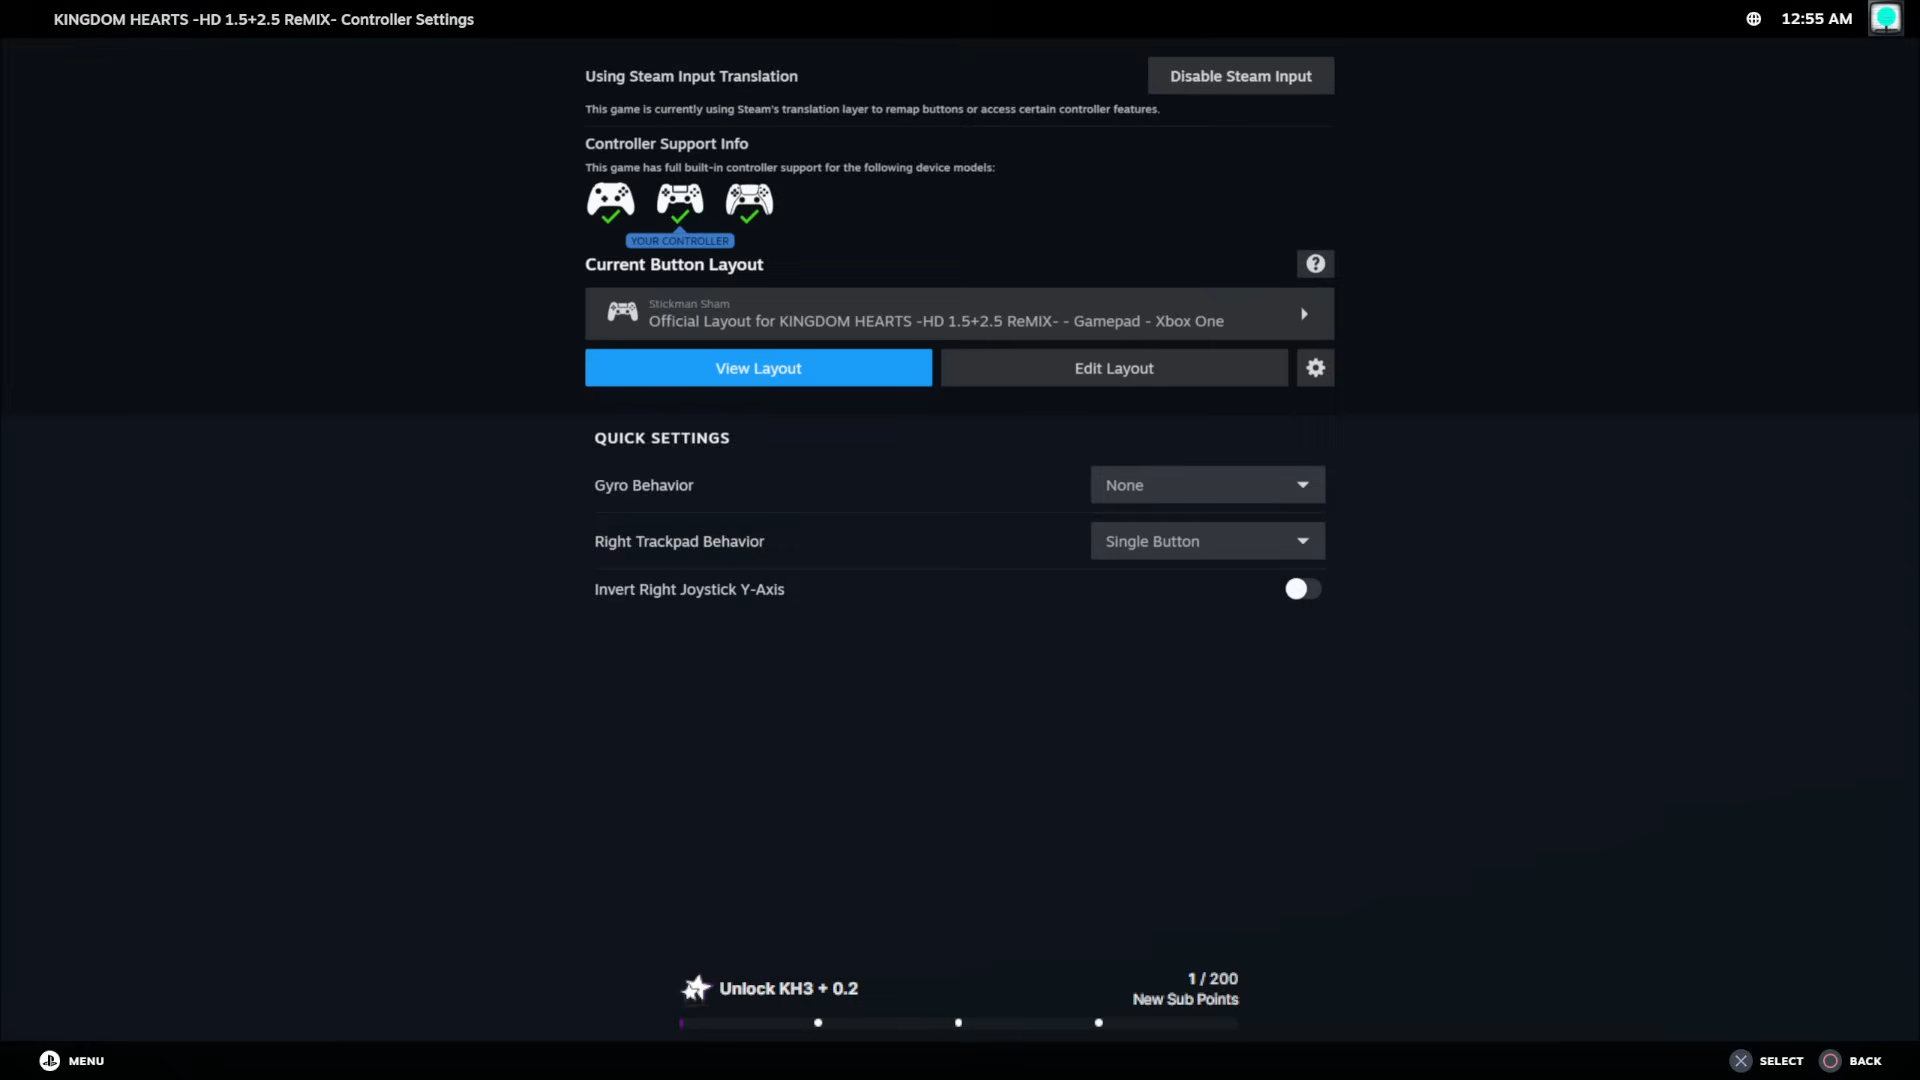 KINGDOM HEARTS -HD 1.5+2.5 ReMIX- Controller Settings
12:55 AM
Using Steam Input Translation
Disable Steam Input
This game is currently using Steam's translation layer to remap buttons or access certain controller features.
Controller Support Info
This game has full built-in controller support for the following device models:
YOUR CONTROLLER
Current Button Layout
?
Stickman Sham
Official Layout for KINGDOM HEARTS -HD 1.5+2.5 ReMIX- - Gamepad - Xbox One
View Layout
Edit Layout
QUICK SETTINGS
Gyro Behavior
None
Right Trackpad Behavior
Single Button
Invert Right Joystick Y-Axis
Unlock KH3 + 0.2
1 / 200
New Sub Points
MENU
SELECT
BACK